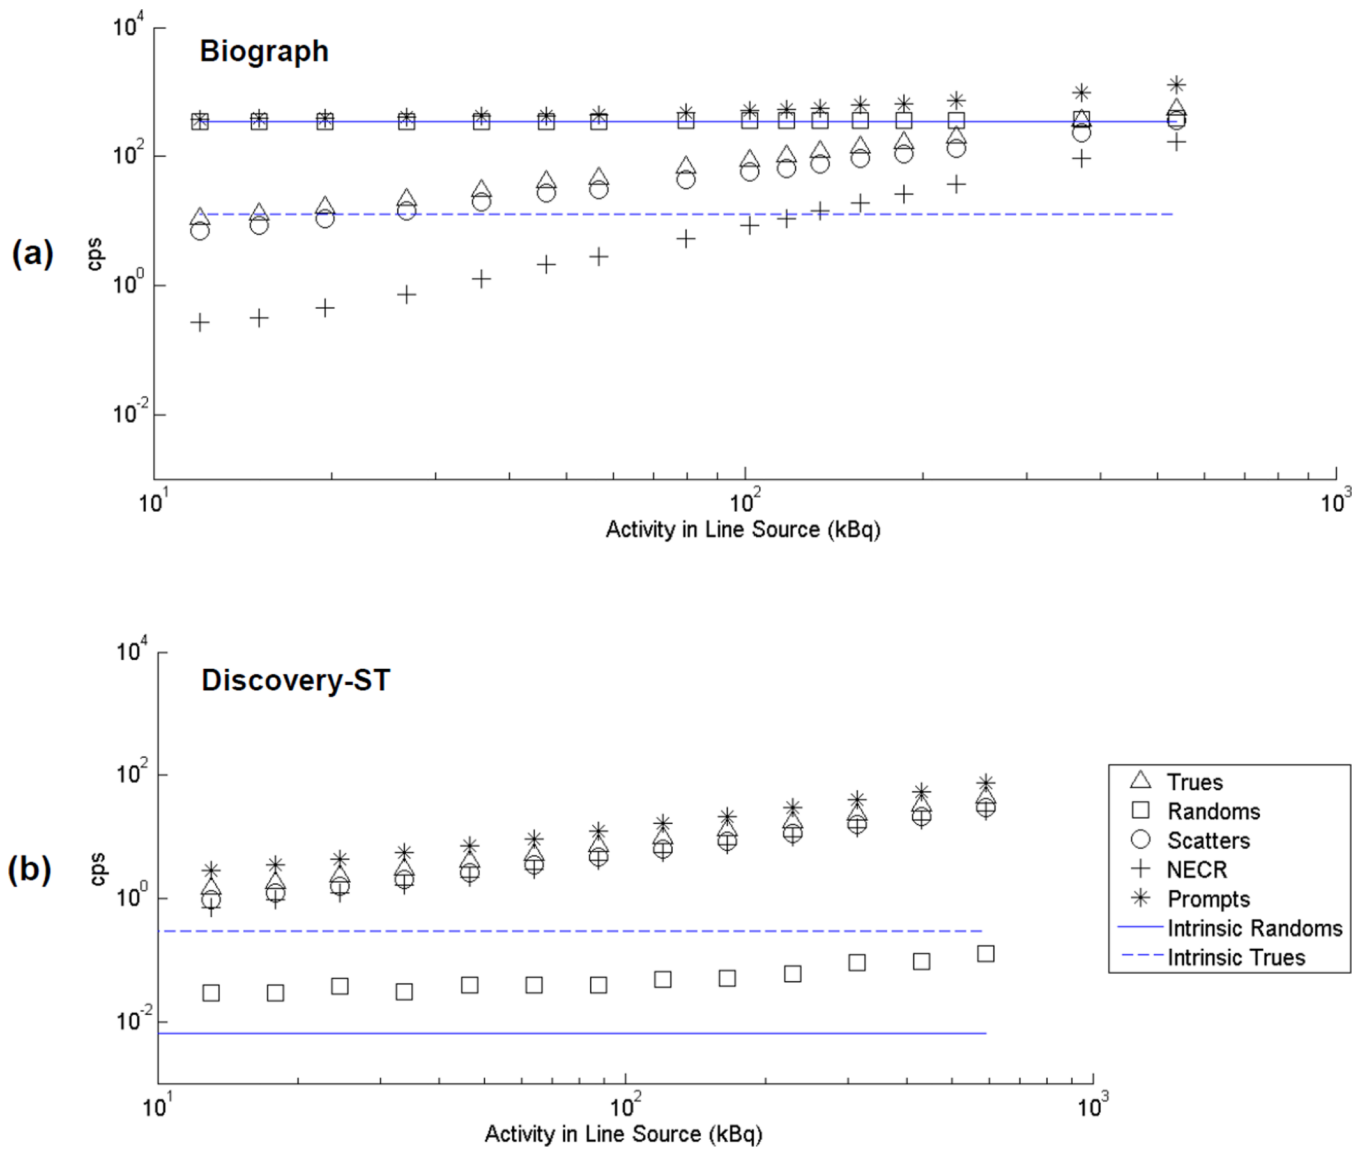 Biograph
(a)
cps
10^4
10^2
10^0
10^-2
10^1
10^2
10^3
Activity in Line Source (kBq)
Discovery-ST
(b)
cps
10^4
10^2
10^0
10^-2
10^1
10^2
10^3
Activity in Line Source (kBq)
Trues
Randoms
Scatters
NECR
Prompts
Intrinsic Randoms
Intrinsic Trues